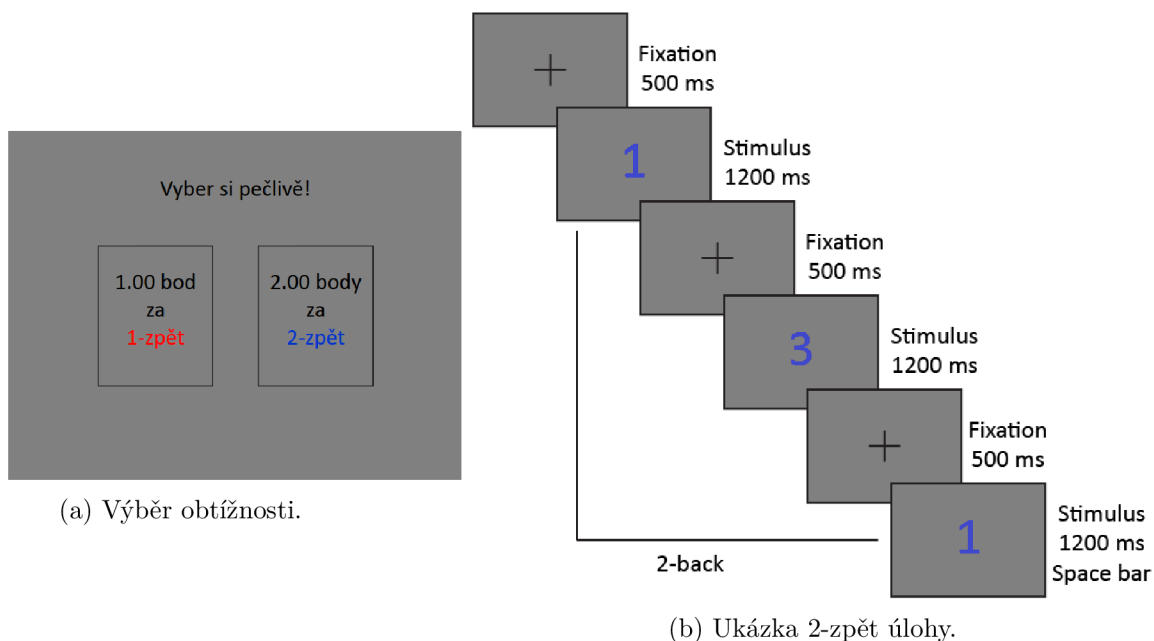 Vyber si pečlivě!
1.00 bod
za
1-zpět
2.00 body
za
2-zpět
(a) Výběr obtížnosti.
Fixation
500 ms
1
Stimulus
1200 ms
Fixation
500 ms
3
Stimulus
1200 ms
Fixation
500 ms
1
Stimulus
1200 ms
Space bar
2-back
(b) Ukázka 2-zpět úlohy.